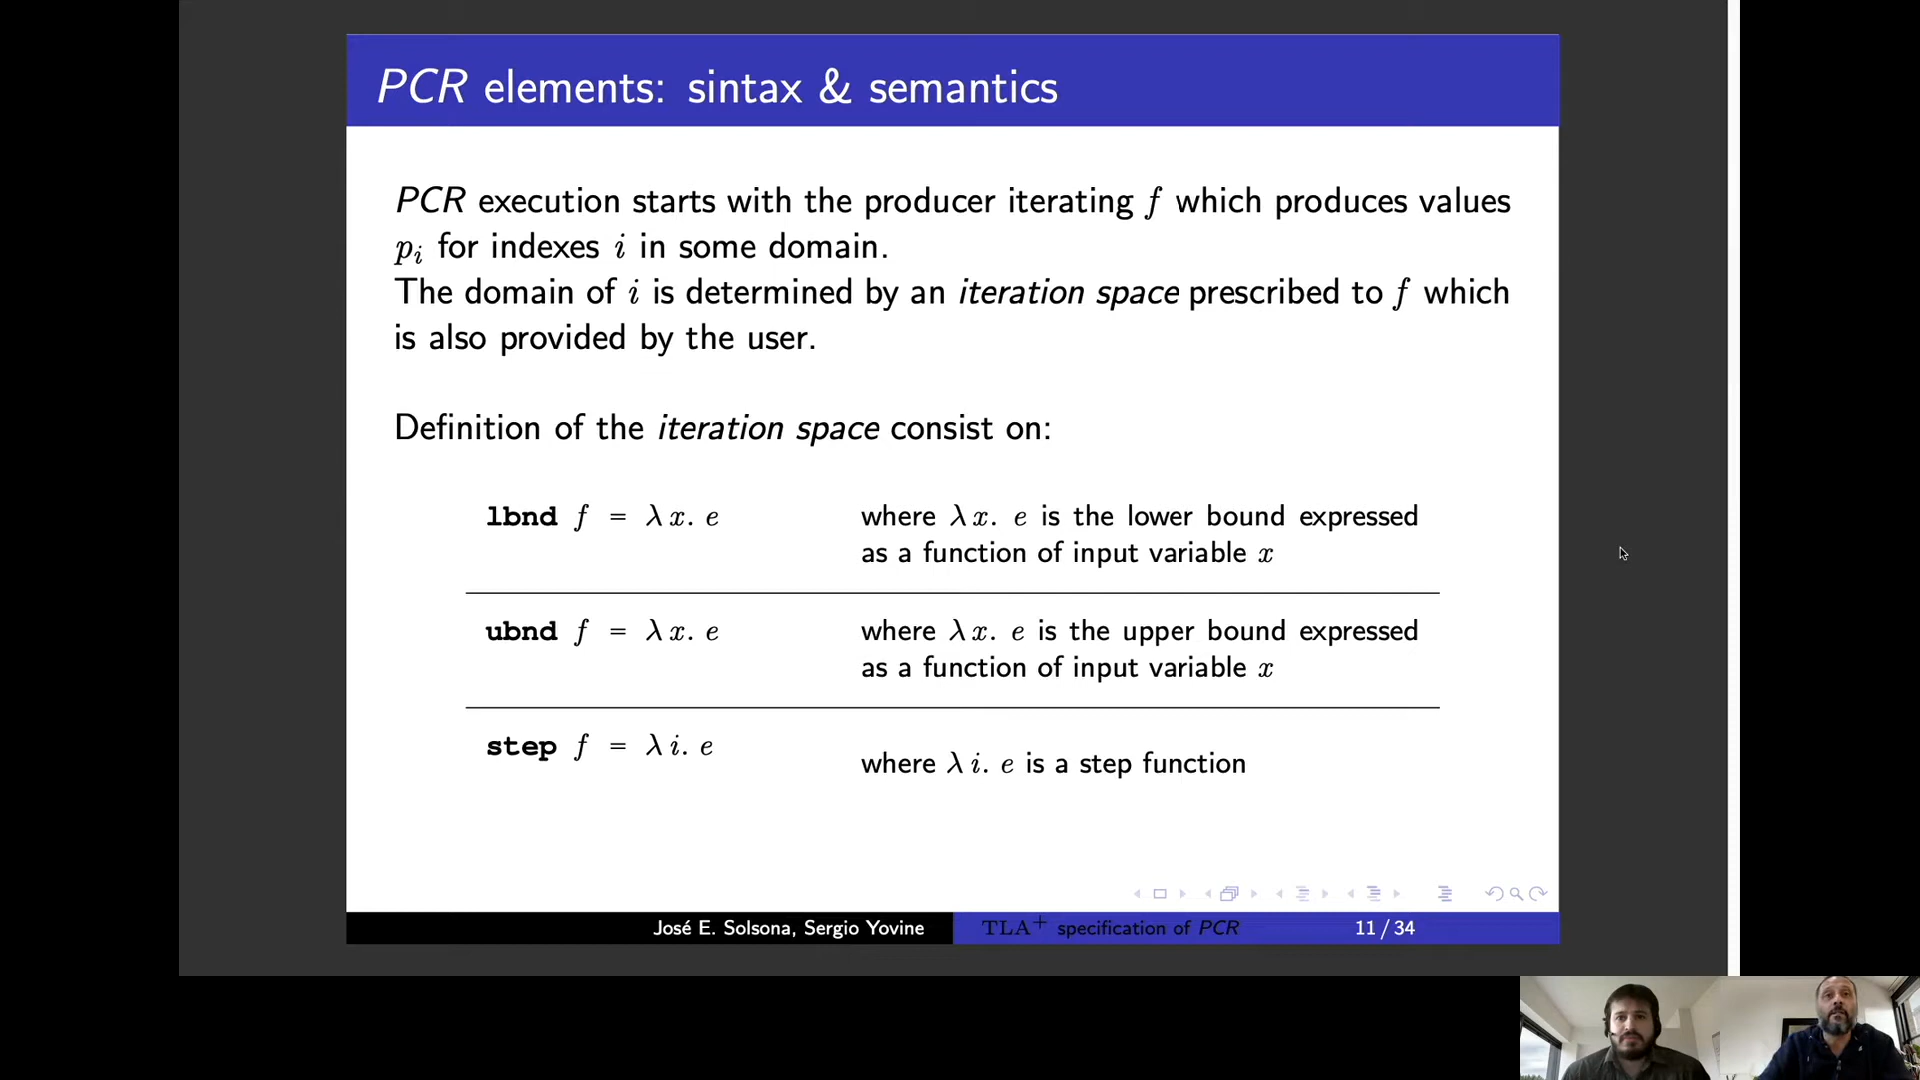 PCR elements: sintax & semantics
PCR execution starts with the producer iterating f which produces values
pᵢ for indexes i in some domain.
The domain of i is determined by an iteration space prescribed to f which
is also provided by the user.
Definition of the iteration space consist on:
lbnd f = λ x. e where λ x. e is the lower bound expressed
as a function of input variable x
ubnd f = λ x. e where λ x. e is the upper bound expressed
as a function of input variable x
step f = λ i. e where λ i. e is a step function
José E. Solsona, Sergio Yovine TLA⁺ specification of PCR 11 / 34